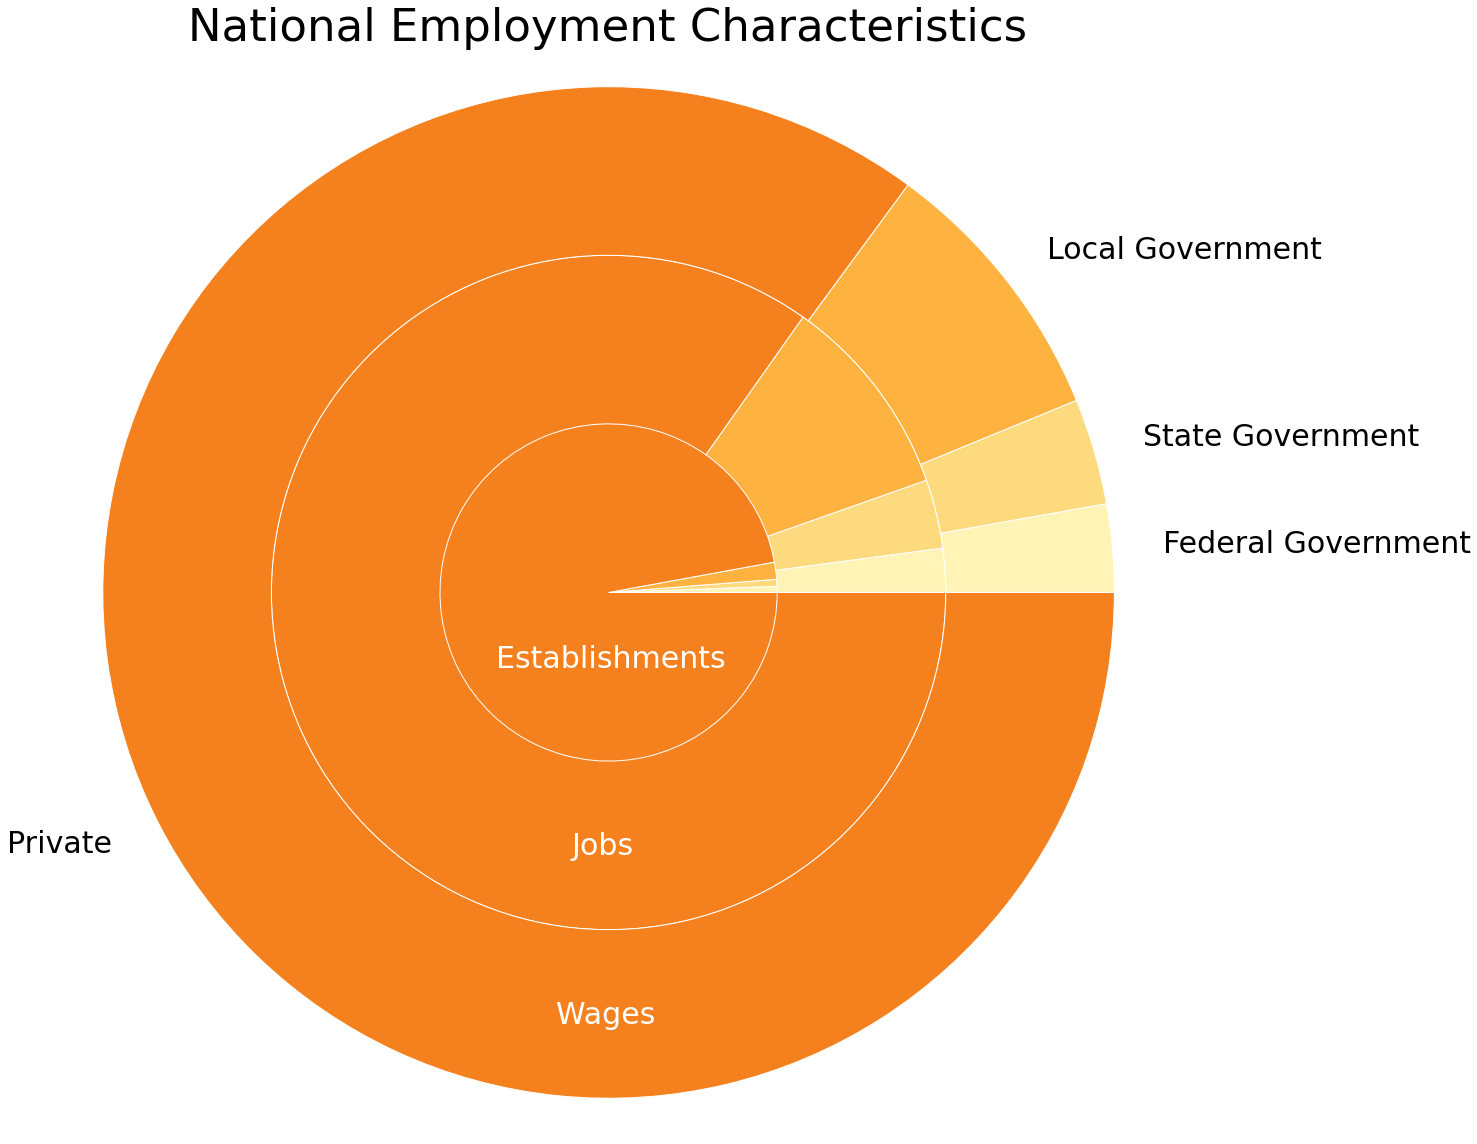 National Employment Characteristics
Local Government
State Government
Federal Government
Establishments
Private
Jobs
Wages